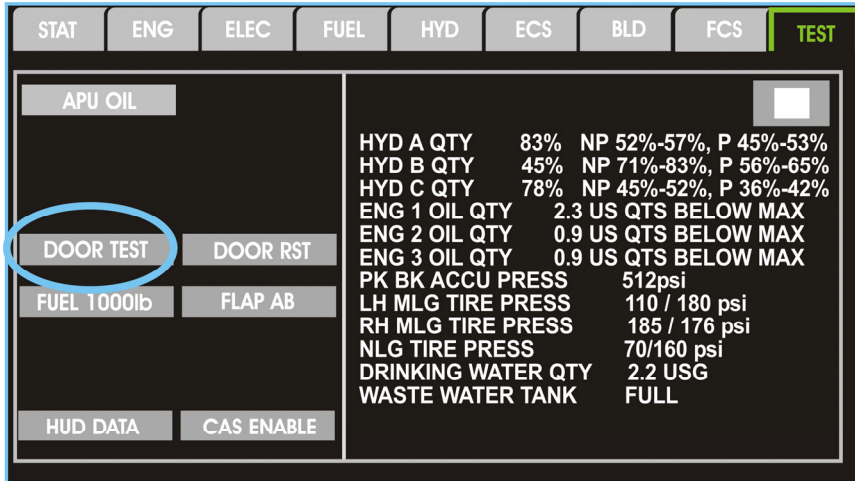 STAT ENG ELEC FUEL HYD ECS BLD FCS TEST
APU OIL
DOOR TEST DOOR RST
FUEL 1000lb FLAP AB
HUD DATA CAS ENABLE
HYD A QTY 83% NP 52%-57%, P 45%-53%
HYD B QTY 45% NP 71%-83%, P 56%-65%
HYD C QTY 78% NP 45%-52%, P 36%-42%
ENG 1 OIL QTY 2.3 US QTS BELOW MAX
ENG 2 OIL QTY 0.9 US QTS BELOW MAX
ENG 3 OIL QTY 0.9 US QTS BELOW MAX
PK BK ACCU PRESS 512psi
LH MLG TIRE PRESS 110 / 180 psi
RH MLG TIRE PRESS 185 / 176 psi
NLG TIRE PRESS 70/160 psi
DRINKING WATER QTY 2.2 USG
WASTE WATER TANK FULL